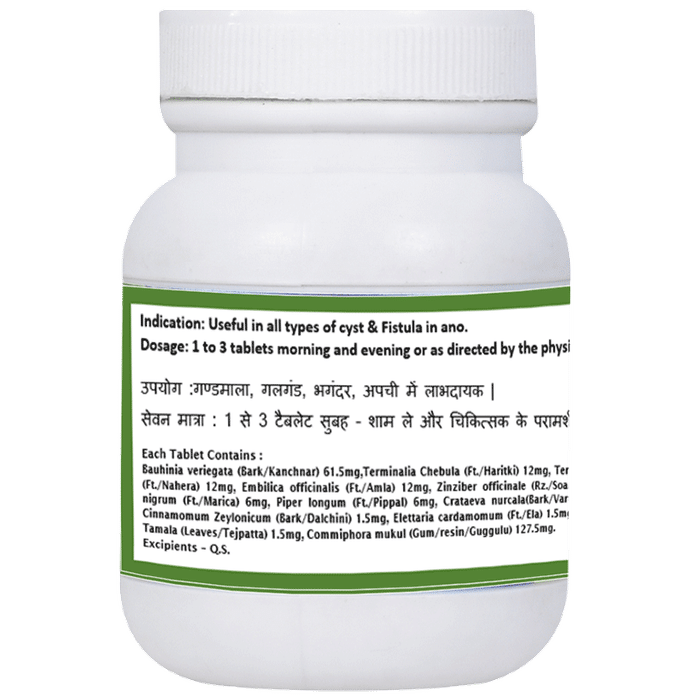 Indication: Useful in all types of cyst & Fistula in ano.
Dosage: 1 to 3 tablets morning and evening or as directed by the physi
उपयोग :गण्डमाला, गलगंड, भगंदर, अपची में लाभदायक |
सेवन मात्रा : 1 से 3 टैबलेट सुबह - शाम ले और चिकित्सक के परामर्श
Each Tablet Contains :
Bauhinia veriegata (Bark/Kanchnar) 61.5mg,Terminalia Chebula (Ft./Haritki) 12mg, Ter
(Ft./Nahera) 12mg, Embilica officinalis (Ft./Amla) 12mg, Zinziber officinale (Rz./Soa
nigrum (Ft./Marica) 6mg, Piper longum (Ft./Pippal) 6mg, Crataeva nurcala(Bark/Var
Cinnamomum Zeylonicum (Bark/Dalchini) 1.5mg, Elettaria cardamomum (Ft./Ela) 1.5mg
Tamala (Leaves/Tejpatta) 1.5mg, Commiphora mukul (Gum/resin/Guggulu) 127.5mg.
Excipients - Q.S.